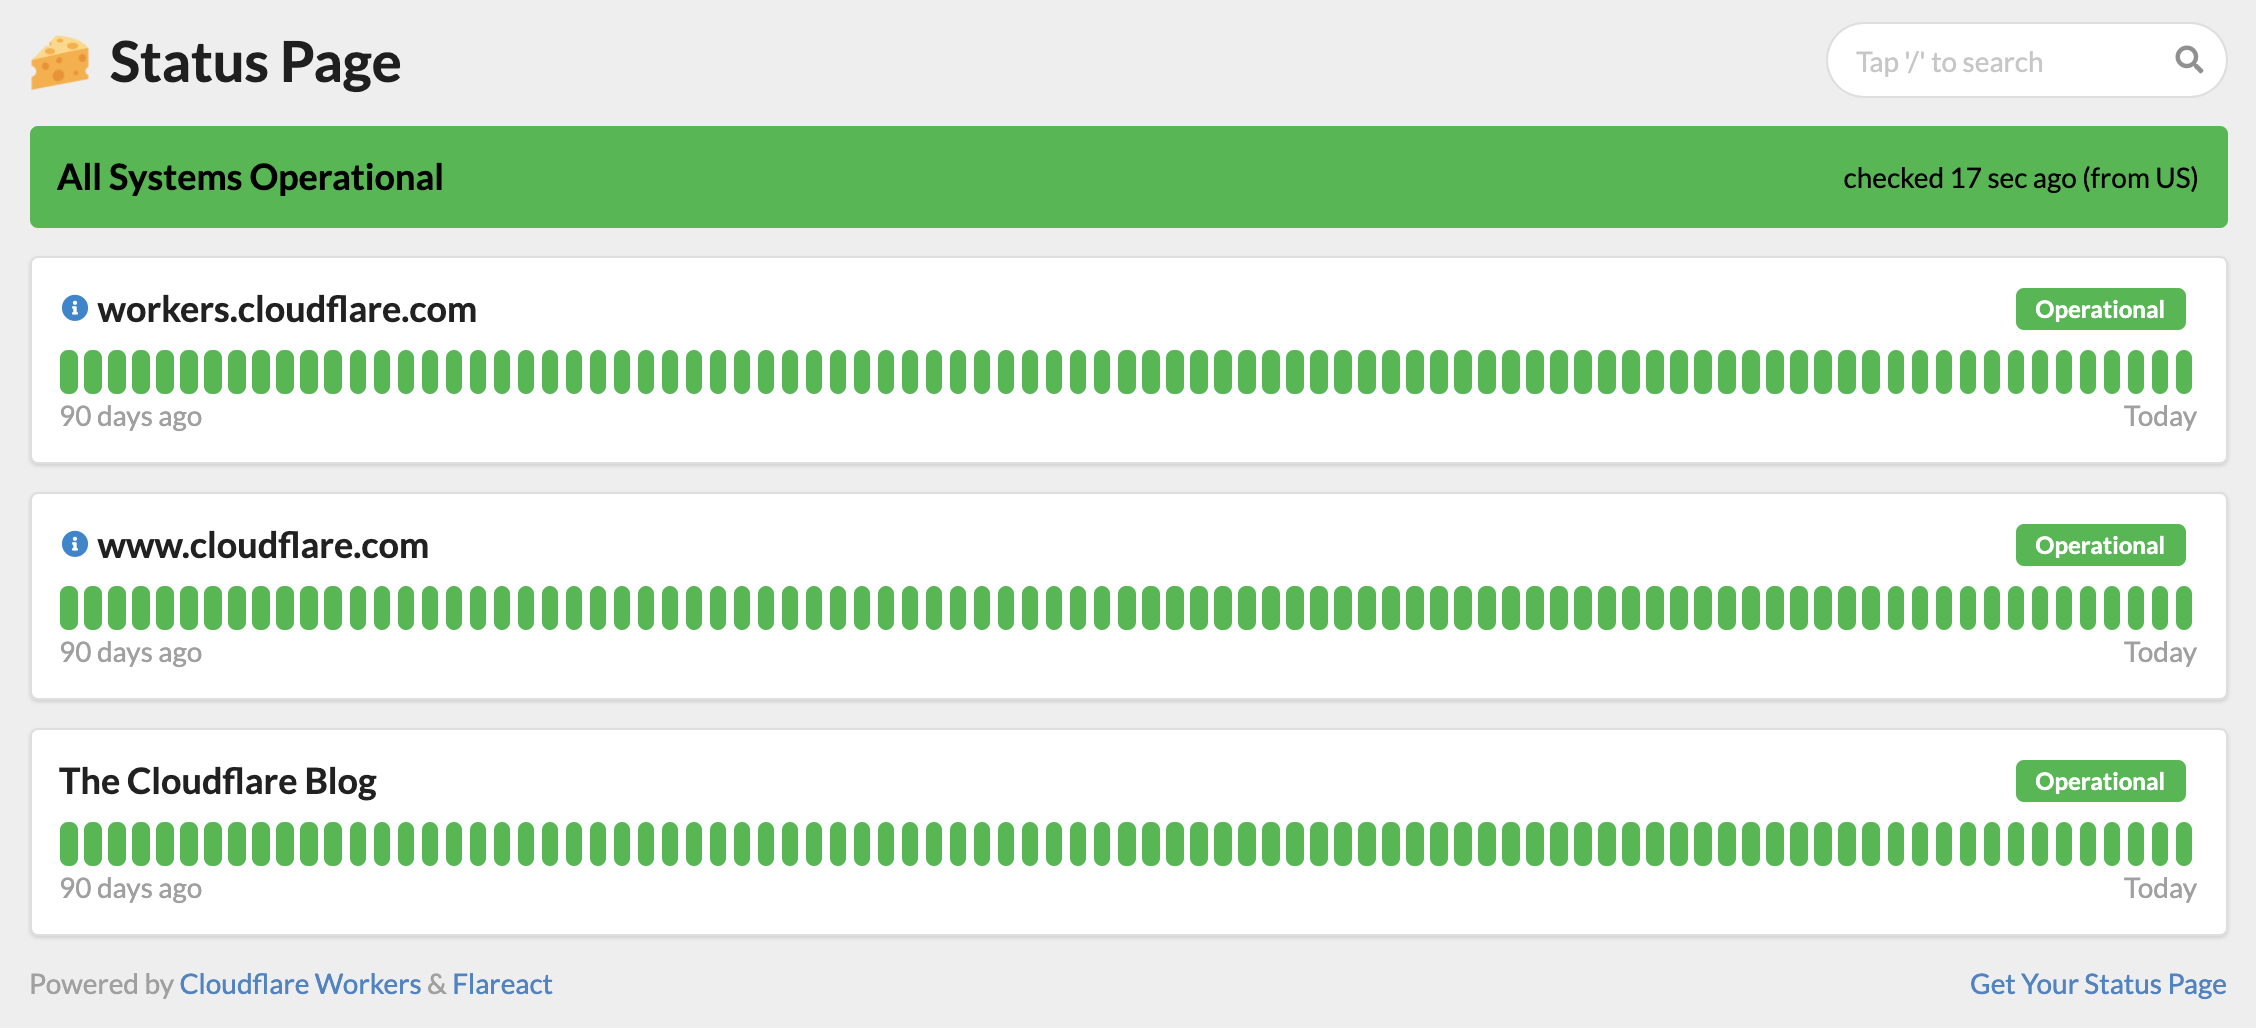 Status Page
Tap '/' to search
All Systems Operational
checked 17 sec ago (from US)
workers.cloudflare.com
Operational
90 days ago
Today
www.cloudflare.com
Operational
90 days ago
Today
The Cloudflare Blog
Operational
90 days ago
Today
Powered by Cloudflare Workers & Flareact
Get Your Status Page